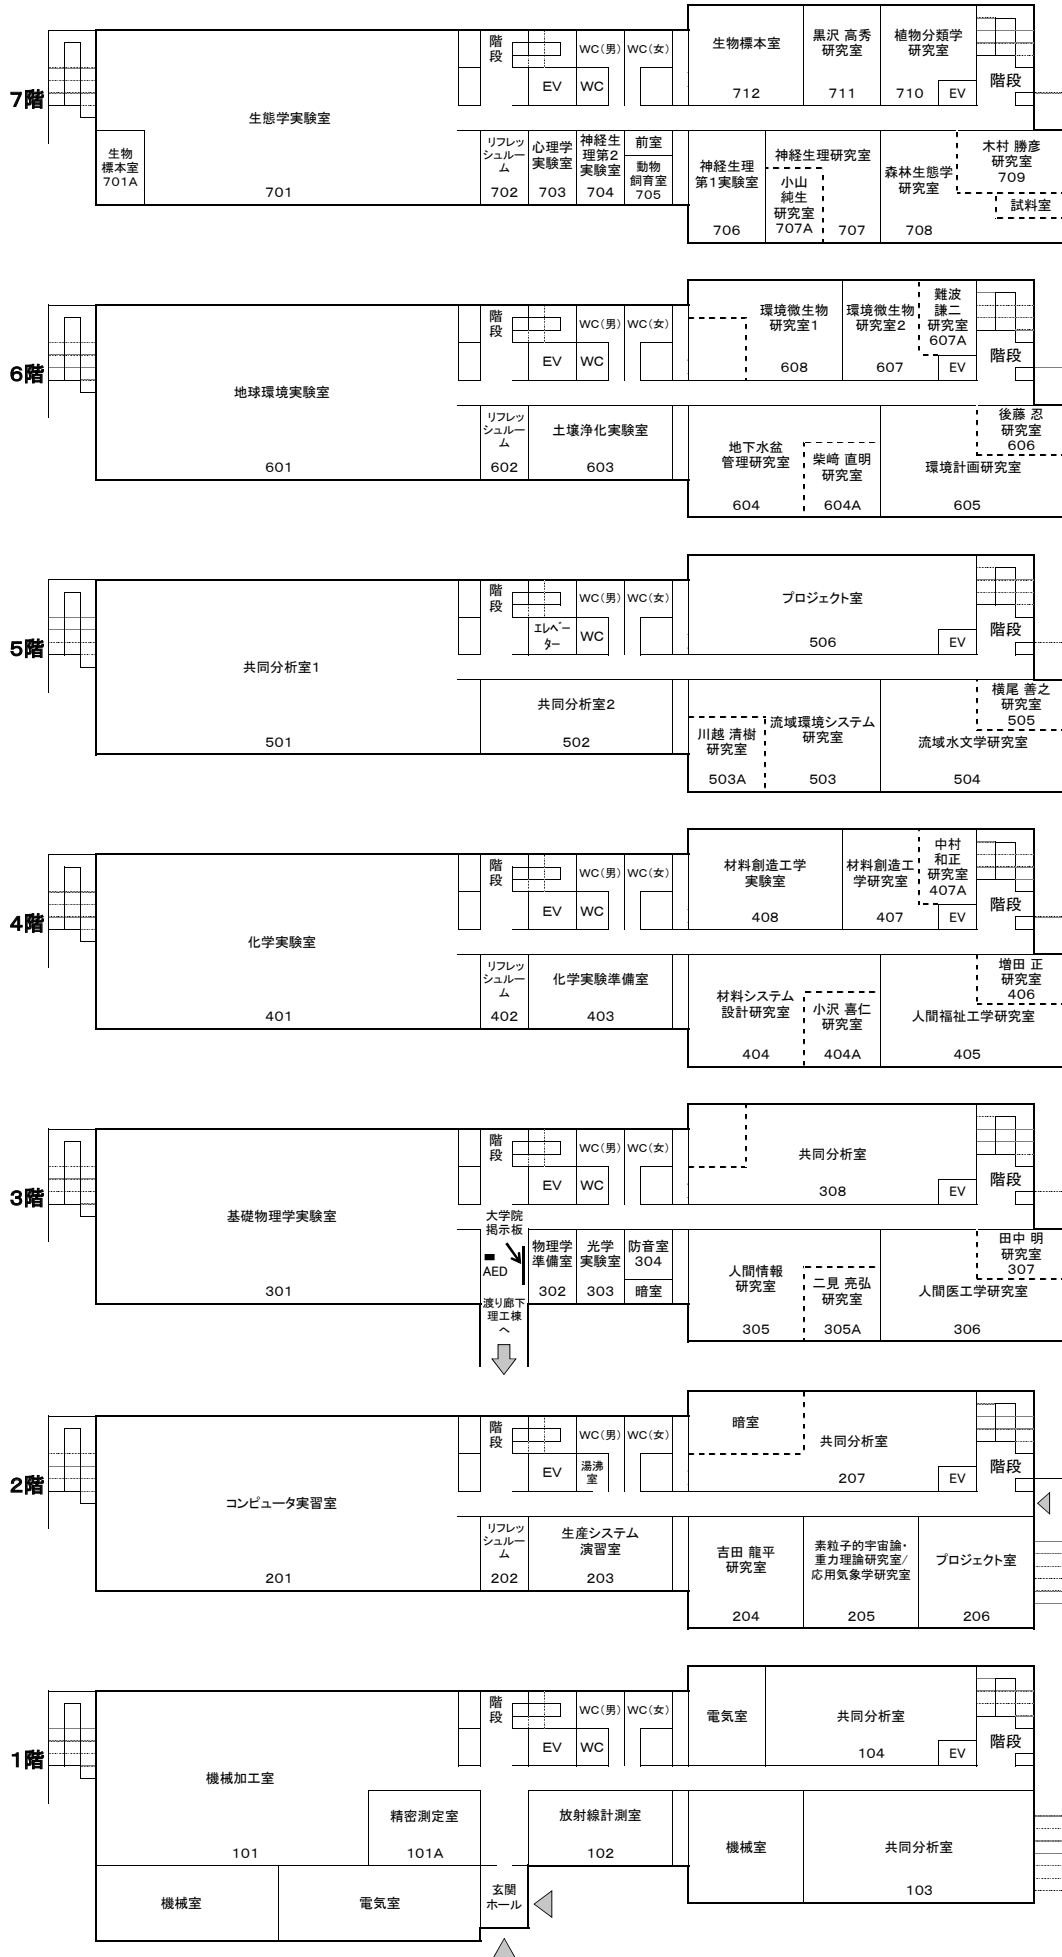 7階
生態学実験室
701
生物
標本室
701A
階
段
EV
WC(男)
WC
WC(女)
リフレッ
シュルー
ム
702
心理学
実験室
703
神経生
理第2
実験室
704
前室
動物
飼育室
705
生物標本室
712
黒沢 高秀
研究室
711
植物分類学
研究室
710
EV
階段
神経生理
第1実験室
706
神経生理研究室
707
小山
純生
研究室
707A
森林生態学
研究室
708
木村 勝彦
研究室
709
試料室
6階
地球環境実験室
601
階
段
EV
WC(男)
WC
WC(女)
リフレッ
シュルー
ム
602
土壌浄化実験室
603
環境微生物
研究室1
608
環境微生物
研究室2
607
難波
謙二
研究室
607A
EV
階段
地下水盆
管理研究室
604
柴﨑 直明
研究室
604A
環境計画研究室
605
後藤 忍
研究室
606
5階
共同分析室1
501
階
段
エレベー
ター
WC(男)
WC
WC(女)
共同分析室2
502
プロジェクト室
506
EV
階段
川越 清樹
研究室
503A
流域環境システム
研究室
503
流域水文学研究室
504
横尾 善之
研究室
505
4階
化学実験室
401
階
段
EV
WC(男)
WC
WC(女)
リフレッ
シュルー
ム
402
化学実験準備室
403
材料創造工学
実験室
408
材料創造工
学研究室
407
中村
和正
研究室
407A
EV
階段
材料システム
設計研究室
404
小沢 喜仁
研究室
404A
人間福祉工学研究室
405
増田 正
研究室
406
3階
基礎物理学実験室
301
階
段
EV
WC(男)
WC
WC(女)
大学院
掲示板
AED
渡り廊下
理工棟
へ
物理学
準備室
302
光学
実験室
303
防音室
304
暗室
共同分析室
308
EV
階段
人間情報
研究室
305
二見 亮弘
研究室
305A
人間医工学研究室
306
田中 明
研究室
307
2階
コンピュータ実習室
201
階
段
EV
WC(男)
湯沸
室
WC(女)
リフレッ
シュルー
ム
202
生産システム
演習室
203
暗室
共同分析室
207
EV
階段
吉田 龍平
研究室
204
素粒子的宇宙論・
重力理論研究室/
応用気象学研究室
205
プロジェクト室
206
1階
機械加工室
101
精密測定室
101A
階
段
EV
WC(男)
WC
WC(女)
放射線計測室
102
電気室
共同分析室
104
EV
階段
機械室
共同分析室
103
機械室
電気室
玄関
ホール